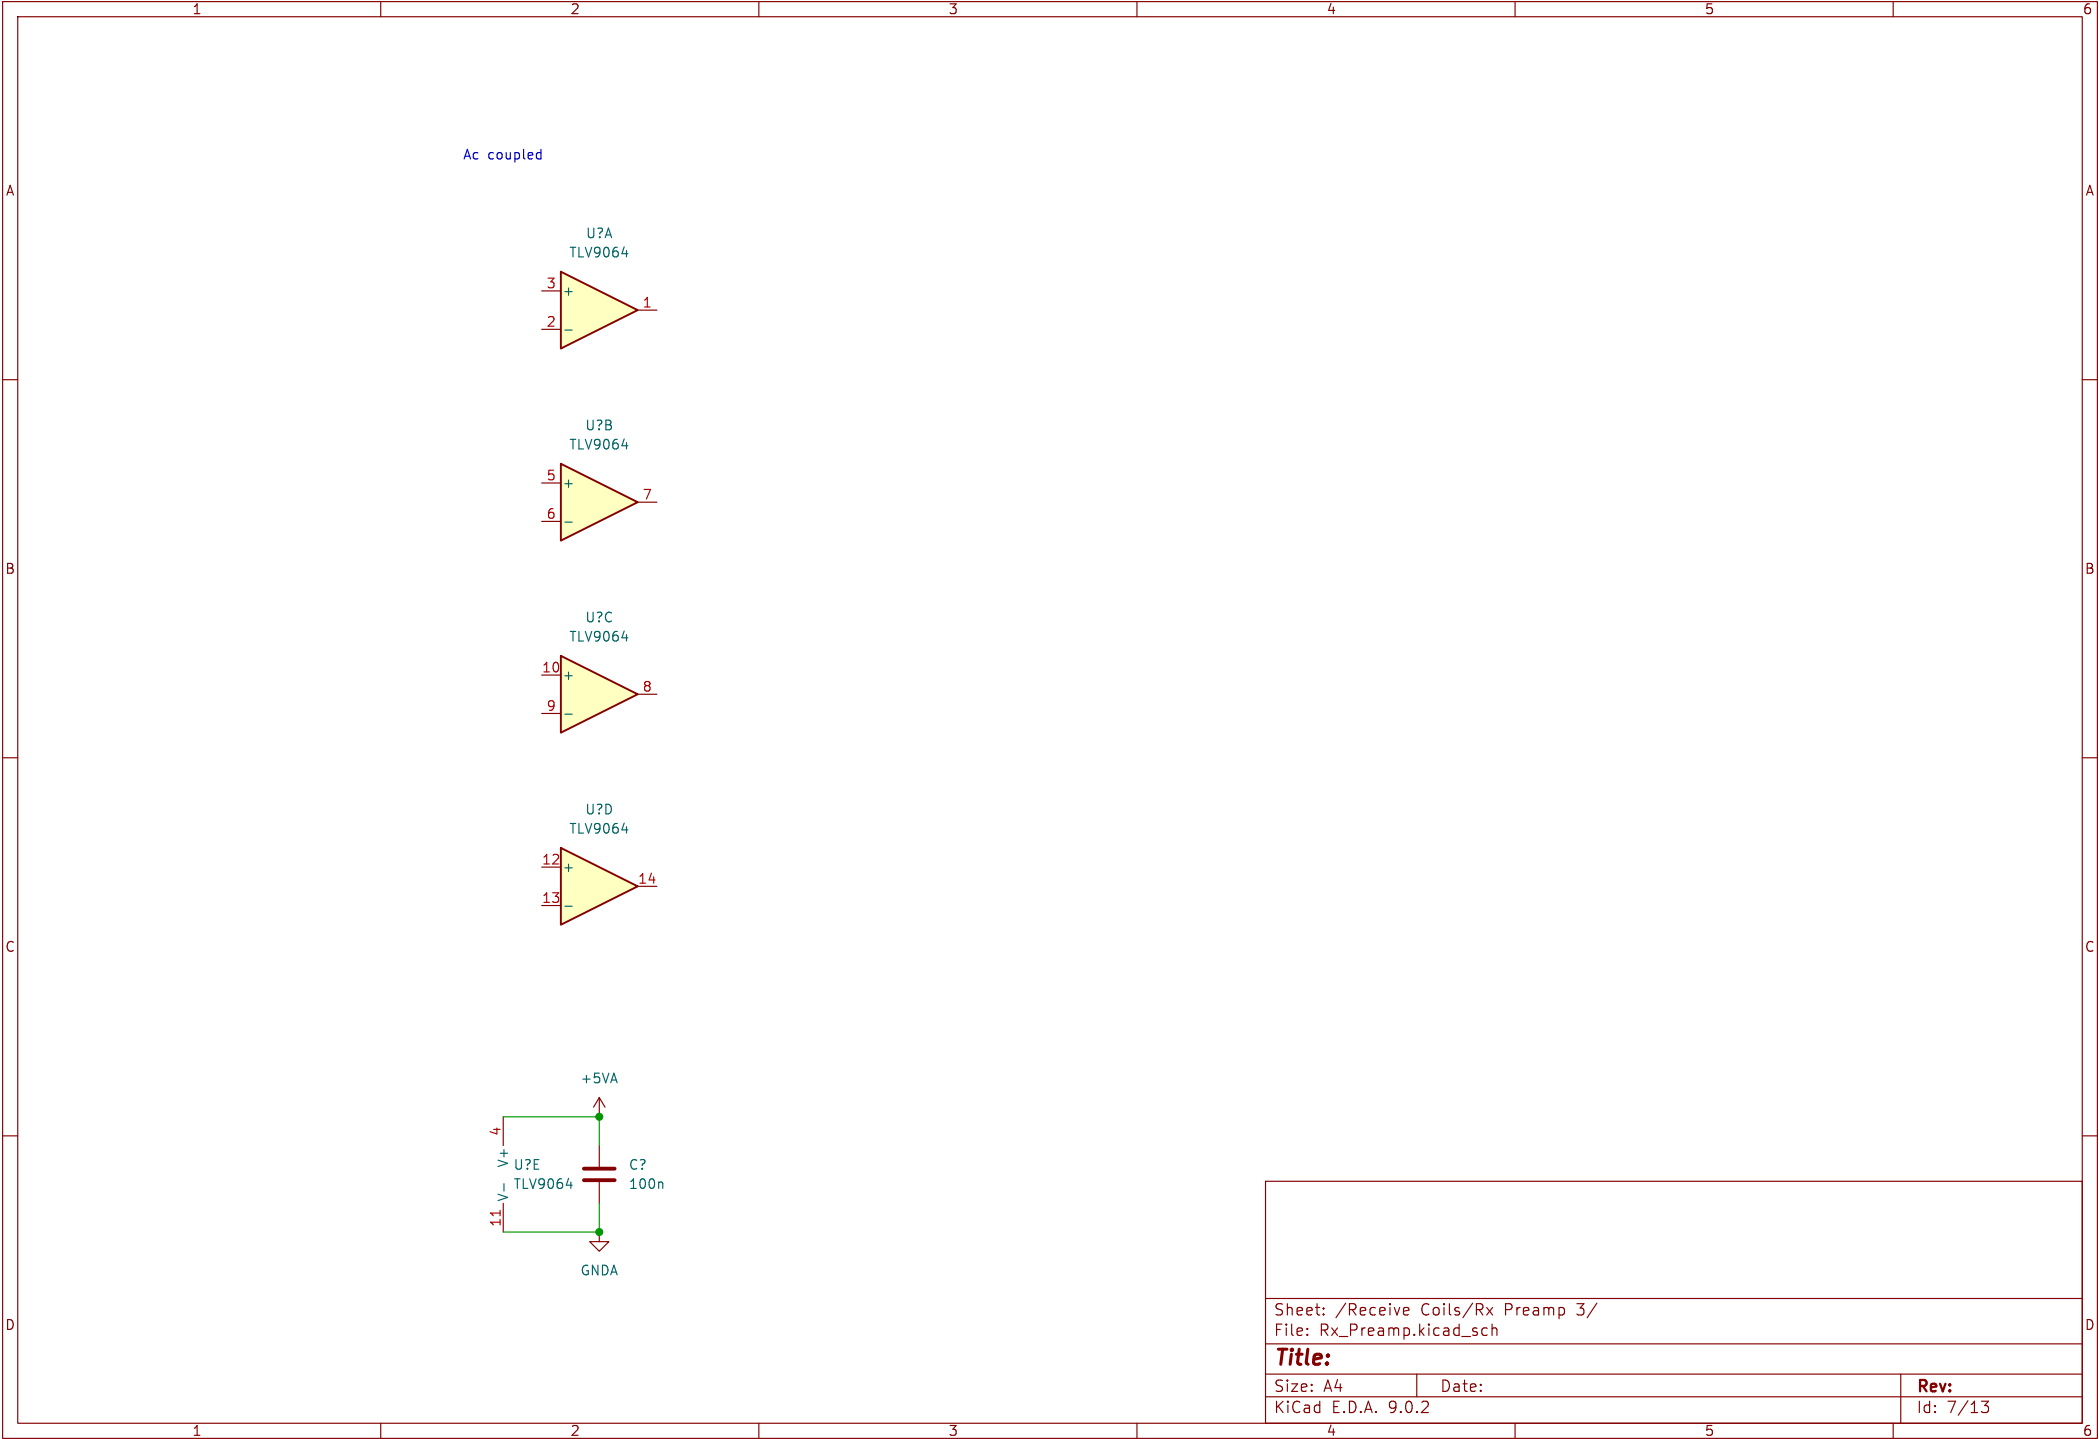 1 2 3 4 5 6
Ac coupled
A A
U?A
TLV9064
3 +
1
2 −
U?B
TLV9064
5 +
7
6 −
B B
U?C
TLV9064
10 +
8
9 −
U?D
TLV9064
12 +
14
13 −
C C
+5VA
4
V+
U?E
TLV9064
V-
11
C?
100n
GNDA
D D
Sheet: /Receive Coils/Rx Preamp 3/
File: Rx_Preamp.kicad_sch
Title:
Size: A4 Date: Rev:
KiCad E.D.A. 9.0.2 Id: 7/13
1 2 3 4 5 6